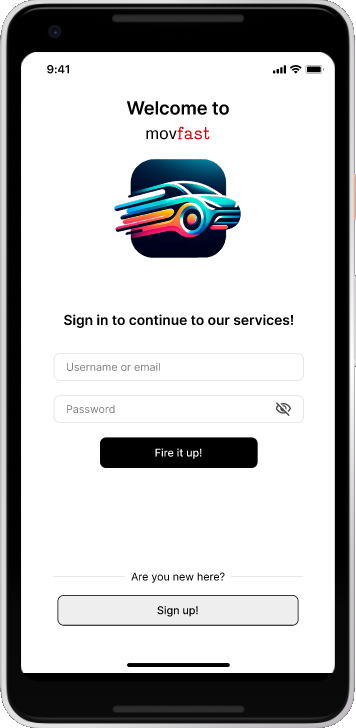 9:41
Welcome to
movfast
Sign in to continue to our services!
Username or email
Password
Fire it up!
Are you new here?
Sign up!